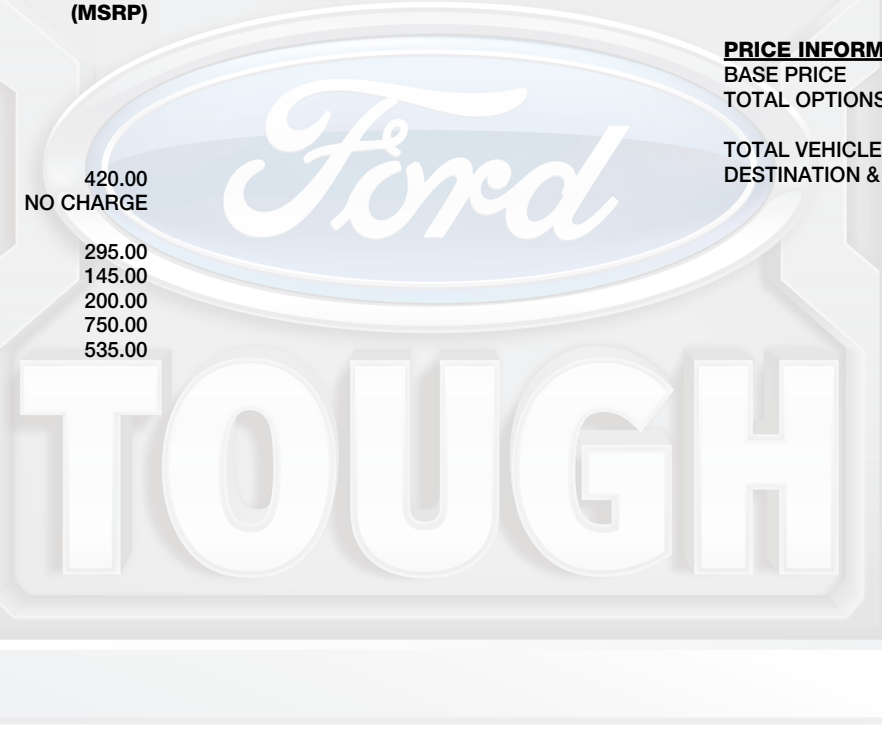 (MSRP)
420.00
NO CHARGE
295.00
145.00
200.00
750.00
535.00
PRICE INFORM
BASE PRICE
TOTAL OPTIONS
TOTAL VEHICLE
DESTINATION &
Ford
TOUGH